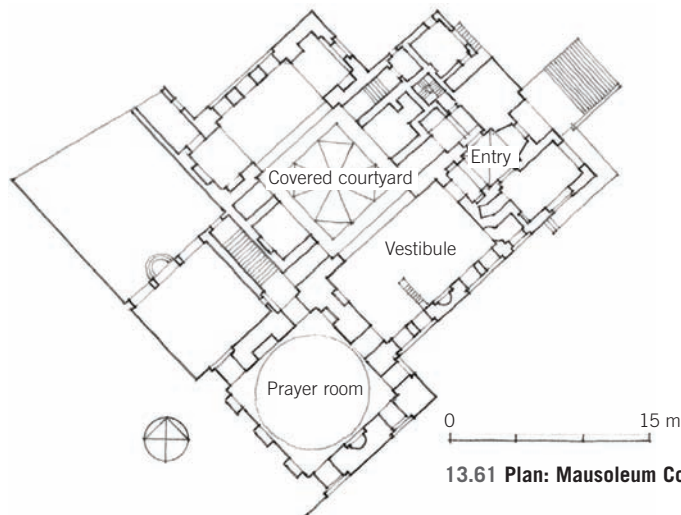 Entry
Covered courtyard
Vestibule
Prayer room
0 15 m
13.61 Plan: Mausoleum Co